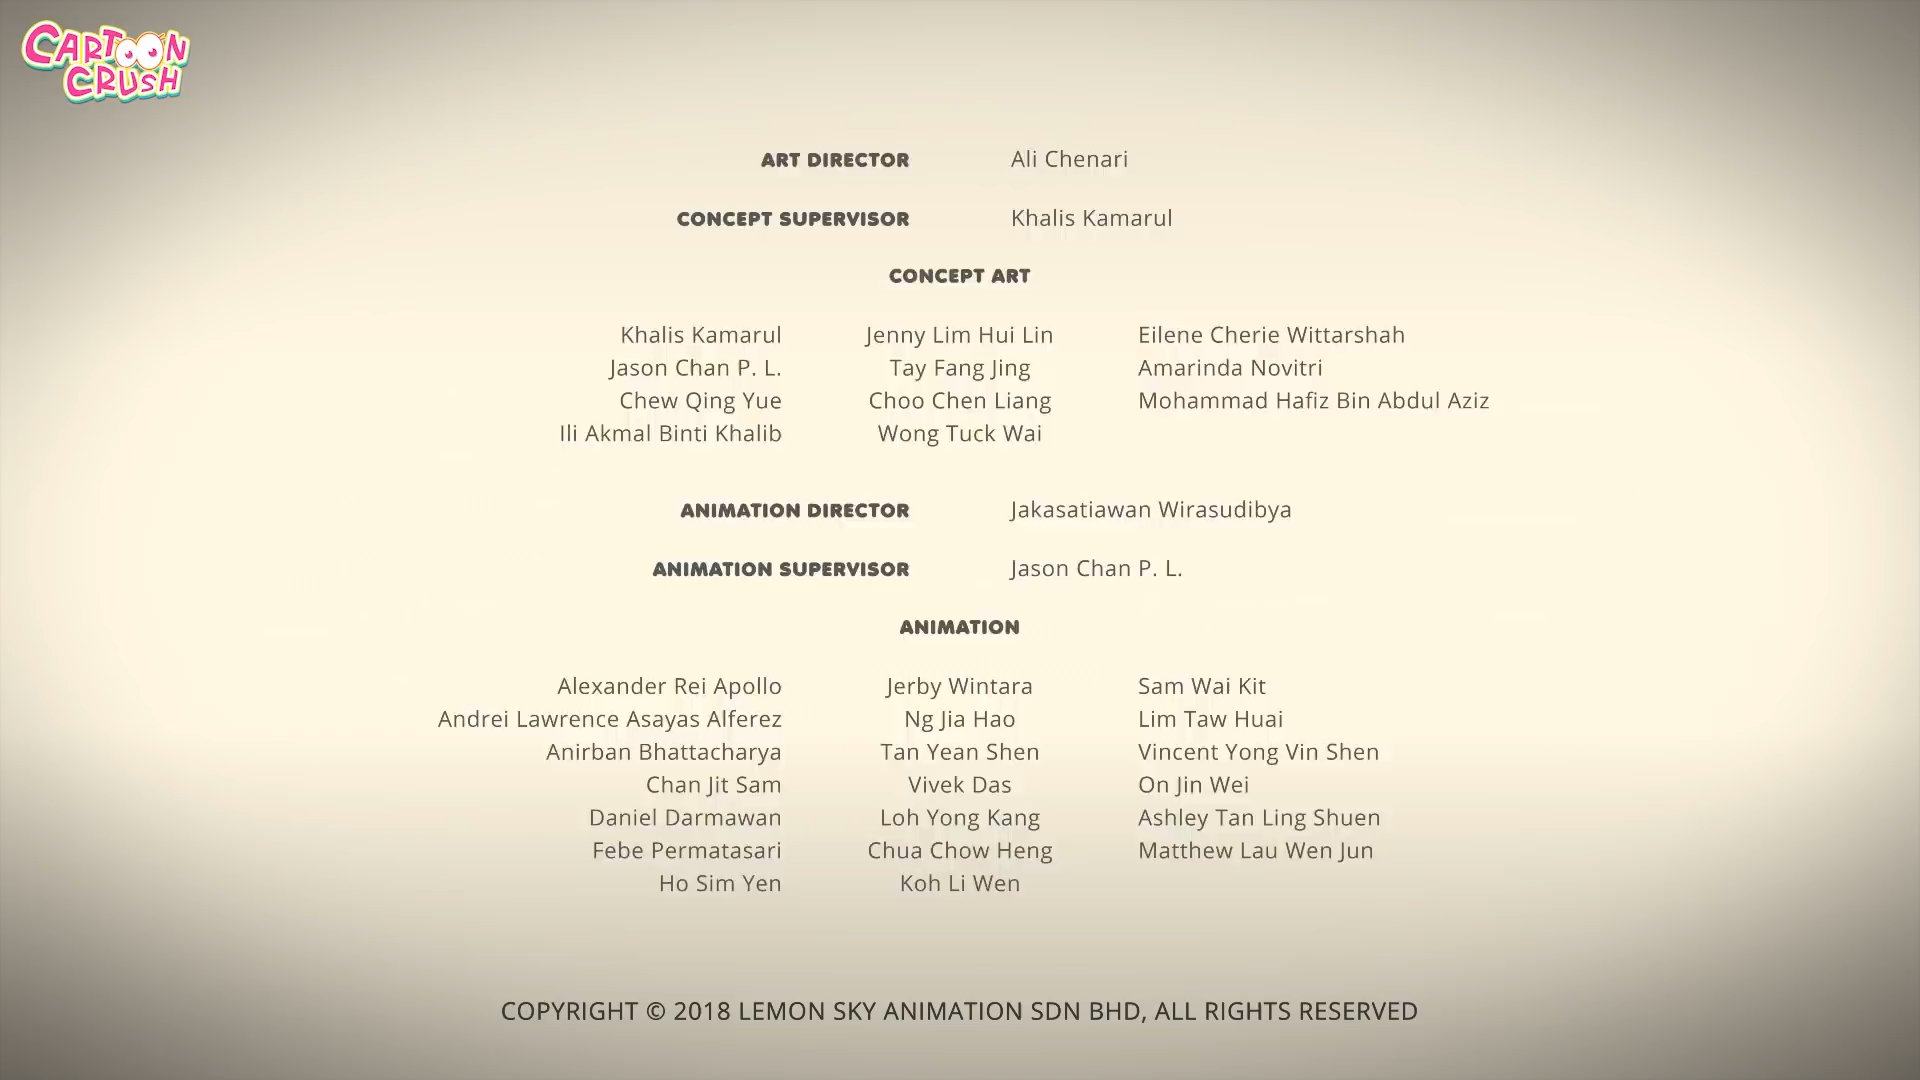 CARTOON
CRUSH
ART DIRECTOR Ali Chenari
CONCEPT SUPERVISOR Khalis Kamarul
CONCEPT ART
Khalis Kamarul Jenny Lim Hui Lin Eilene Cherie Wittarshah
Jason Chan P. L. Tay Fang Jing Amarinda Novitri
Chew Qing Yue Choo Chen Liang Mohammad Hafiz Bin Abdul Aziz
Ili Akmal Binti Khalib Wong Tuck Wai
ANIMATION DIRECTOR Jakasatiawan Wirasudibya
ANIMATION SUPERVISOR Jason Chan P. L.
ANIMATION
Alexander Rei Apollo Jerby Wintara Sam Wai Kit
Andrei Lawrence Asayas Alferez Ng Jia Hao Lim Taw Huai
Anirban Bhattacharya Tan Yean Shen Vincent Yong Vin Shen
Chan Jit Sam Vivek Das On Jin Wei
Daniel Darmawan Loh Yong Kang Ashley Tan Ling Shuen
Febe Permatasari Chua Chow Heng Matthew Lau Wen Jun
Ho Sim Yen Koh Li Wen
COPYRIGHT © 2018 LEMON SKY ANIMATION SDN BHD, ALL RIGHTS RESERVED